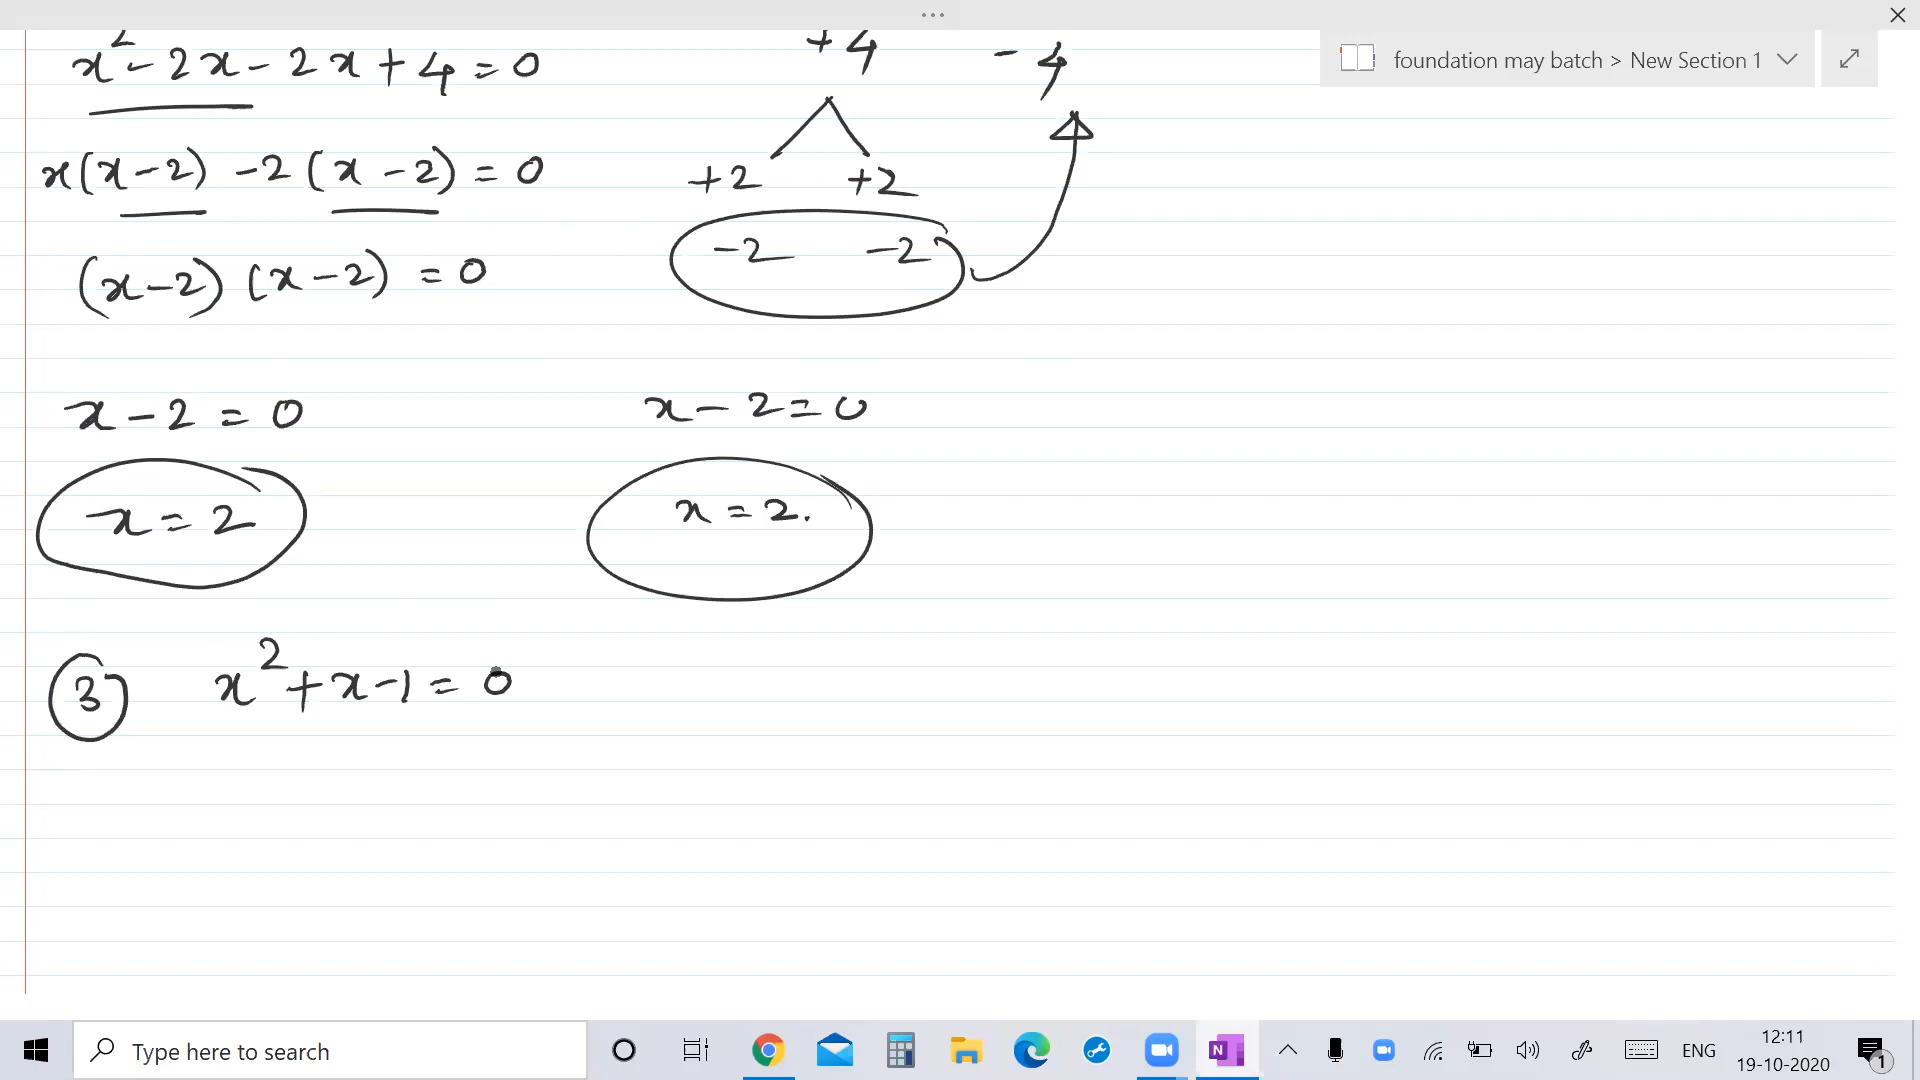 foundation may batch > New Section 1
x² - 2x - 2x + 4 = 0
+4 - 4
x(x-2) -2(x-2) = 0
+2 +2
-2 -2
(x-2)(x-2) = 0
x - 2 = 0
x - 2 = 0
x = 2
x = 2.
3 x² + x - 1 = 0
Type here to search
ENG
12:11
19-10-2020
1